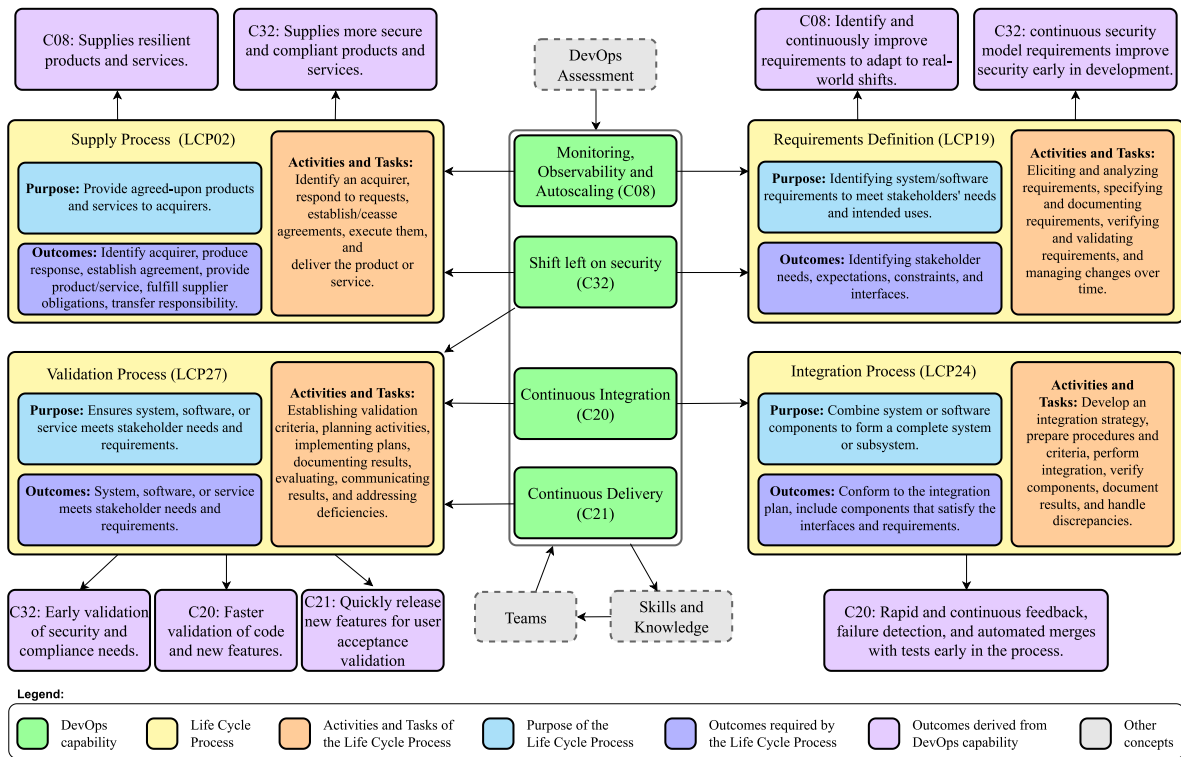 C08: Supplies resilient
products and services.
C32: Supplies more secure
and compliant products and
services.
DevOps
Assessment
C08: Identify and
continuously improve
requirements to adapt to real-
world shifts.
C32: continuous security
model requirements improve
security early in development.
Supply Process (LCP02)
Purpose: Provide agreed-upon products
and services to acquirers.
Outcomes: Identify acquirer, produce
response, establish agreement, provide
product/service, fulfill supplier
obligations, transfer responsibility.
Activities and Tasks:
Identify an acquirer,
respond to requests,
establish/ceasse
agreements, execute them,
and
deliver the product or
service.
Monitoring,
Observability and
Autoscaling (C08)
Shift left on security
(C32)
Continuous Integration
(C20)
Continuous Delivery
(C21)
Requirements Definition (LCP19)
Purpose: Identifying system/software
requirements to meet stakeholders' needs
and intended uses.
Outcomes: Identifying stakeholder
needs, expectations, constraints, and
interfaces.
Activities and Tasks:
Eliciting and analyzing
requirements, specifying
and documenting
requirements, verifying
and validating
requirements, and
managing changes over
time.
Validation Process (LCP27)
Purpose: Ensures system, software, or
service meets stakeholder needs and
requirements.
Outcomes: System, software, or service
meets stakeholder needs and
requirements.
Activities and Tasks:
Establishing validation
criteria, planning activities,
implementing plans,
documenting results,
evaluating, communicating
results, and addressing
deficiencies.
Integration Process (LCP24)
Purpose: Combine system or software
components to form a complete system
or subsystem.
Outcomes: Conform to the integration
plan, include components that satisfy the
interfaces and requirements.
Activities and
Tasks: Develop an
integration strategy,
prepare procedures and
criteria, perform
integration, verify
components, document
results, and handle
discrepancies.
C32: Early validation
of security and
compliance needs.
C20: Faster
validation of code
and new features.
C21: Quickly release
new features for user
acceptance
validation
Teams
Skills and
Knowledge
C20: Rapid and continuous feedback,
failure detection, and automated merges
with tests early in the process.
Legend:
DevOps
capability
Life Cycle
Process
Activities and Tasks of
the Life Cycle Process
Purpose of the
Life Cycle Process
Outcomes required by
the Life Cycle Process
Outcomes derived from
DevOps capability
Other
concepts